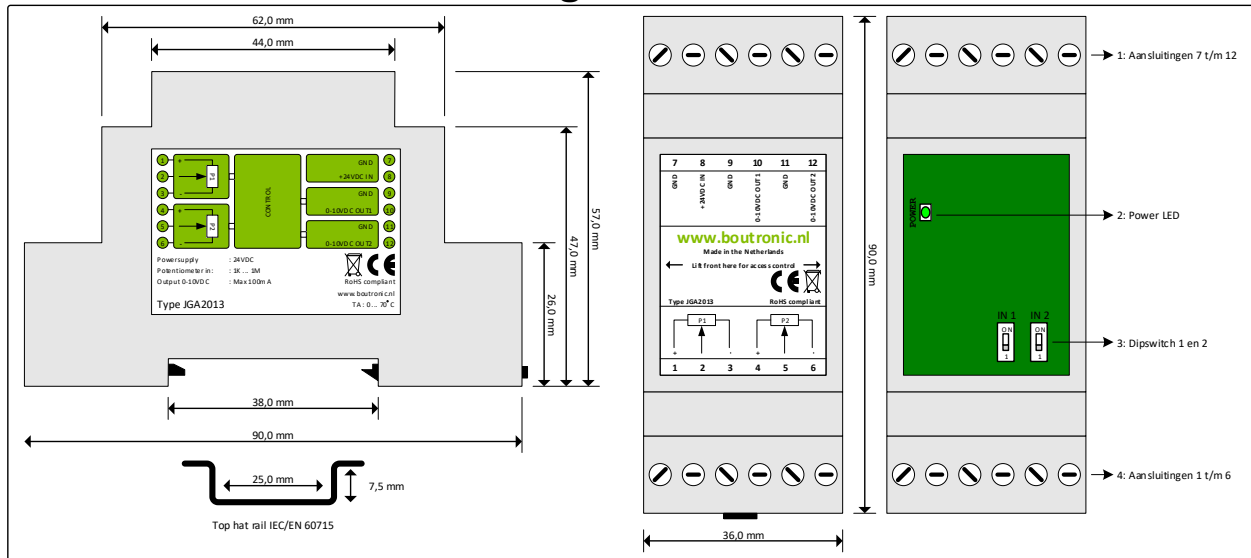 62,0 mm
44,0 mm
57,0 mm
47,0 mm
26,0 mm
1 + P1 GND 7
2 +24VDC IN 8
3 - CONTROL GND 9
4 + P2 0-10VDC OUT1 10
5 GND 11
6 - 0-10VDC OUT2 12
Powersupply : 24VDC
Potentiometer in: : 1K ... 1M
Output 0-10VDC : Max 100mA
CE
RoHS compliant
www.boutronic.nl
Type JGA2013
TA : 0 ... 70°C
38,0 mm
90,0 mm
25,0 mm
7,5 mm
Top hat rail IEC/EN 60715
7 8 9 10 11 12
GND
+24VDC IN
GND
0-10VDC OUT1
GND
0-10VDC OUT2
www.boutronic.nl
Made in the Netherlands
Lift front here for access control
CE
Type JGA2013 RoHS compliant
P1 P2
+ - + -
1 2 3 4 5 6
36,0 mm
90,0 mm
POWER
IN 1 IN 2
ON ON
1 1
1: Aansluitingen 7 t/m 12
2: Power LED
3: Dipswitch 1 en 2
4: Aansluitingen 1 t/m 6